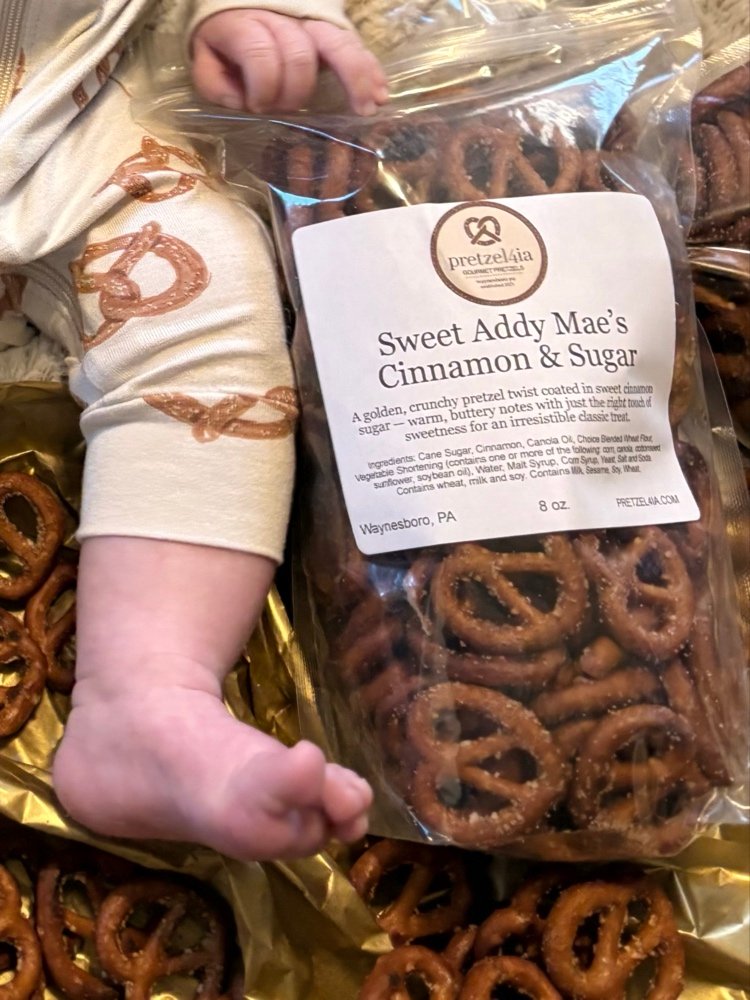 pretzel4ia
GOURMET PRETZELS
Sweet Addy Mae's
Cinnamon & Sugar
A golden, crunchy pretzel twist coated in sweet cinnamon
sugar — warm, buttery notes with just the right touch of
sweetness for an irresistible classic treat.
Ingredients: Cane Sugar, Cinnamon, Canola Oil, Choice Blended Wheat Flour,
Vegetable Shortening (contains one or more of the following: corn, canola, cottonseed
sunflower, soybean oil), Water, Malt Syrup, Corn Syrup, Yeast, Salt and Soda
Contains wheat, milk and soy. Contains Milk, Sesame, Soy, Wheat.
Waynesboro, PA
8 oz.
PRETZEL4IA.COM